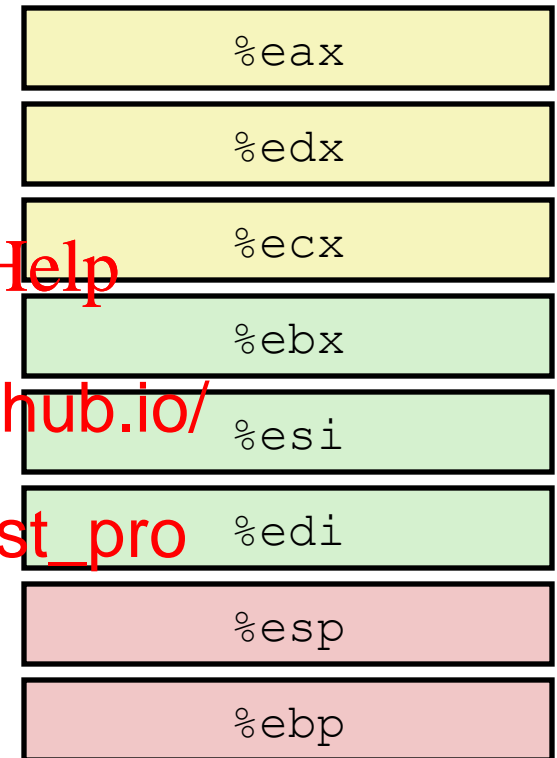 %eax
%edx
%ecx
Help
%ebx
hub.io/
%esi
st_pro
%edi
%esp
%ebp